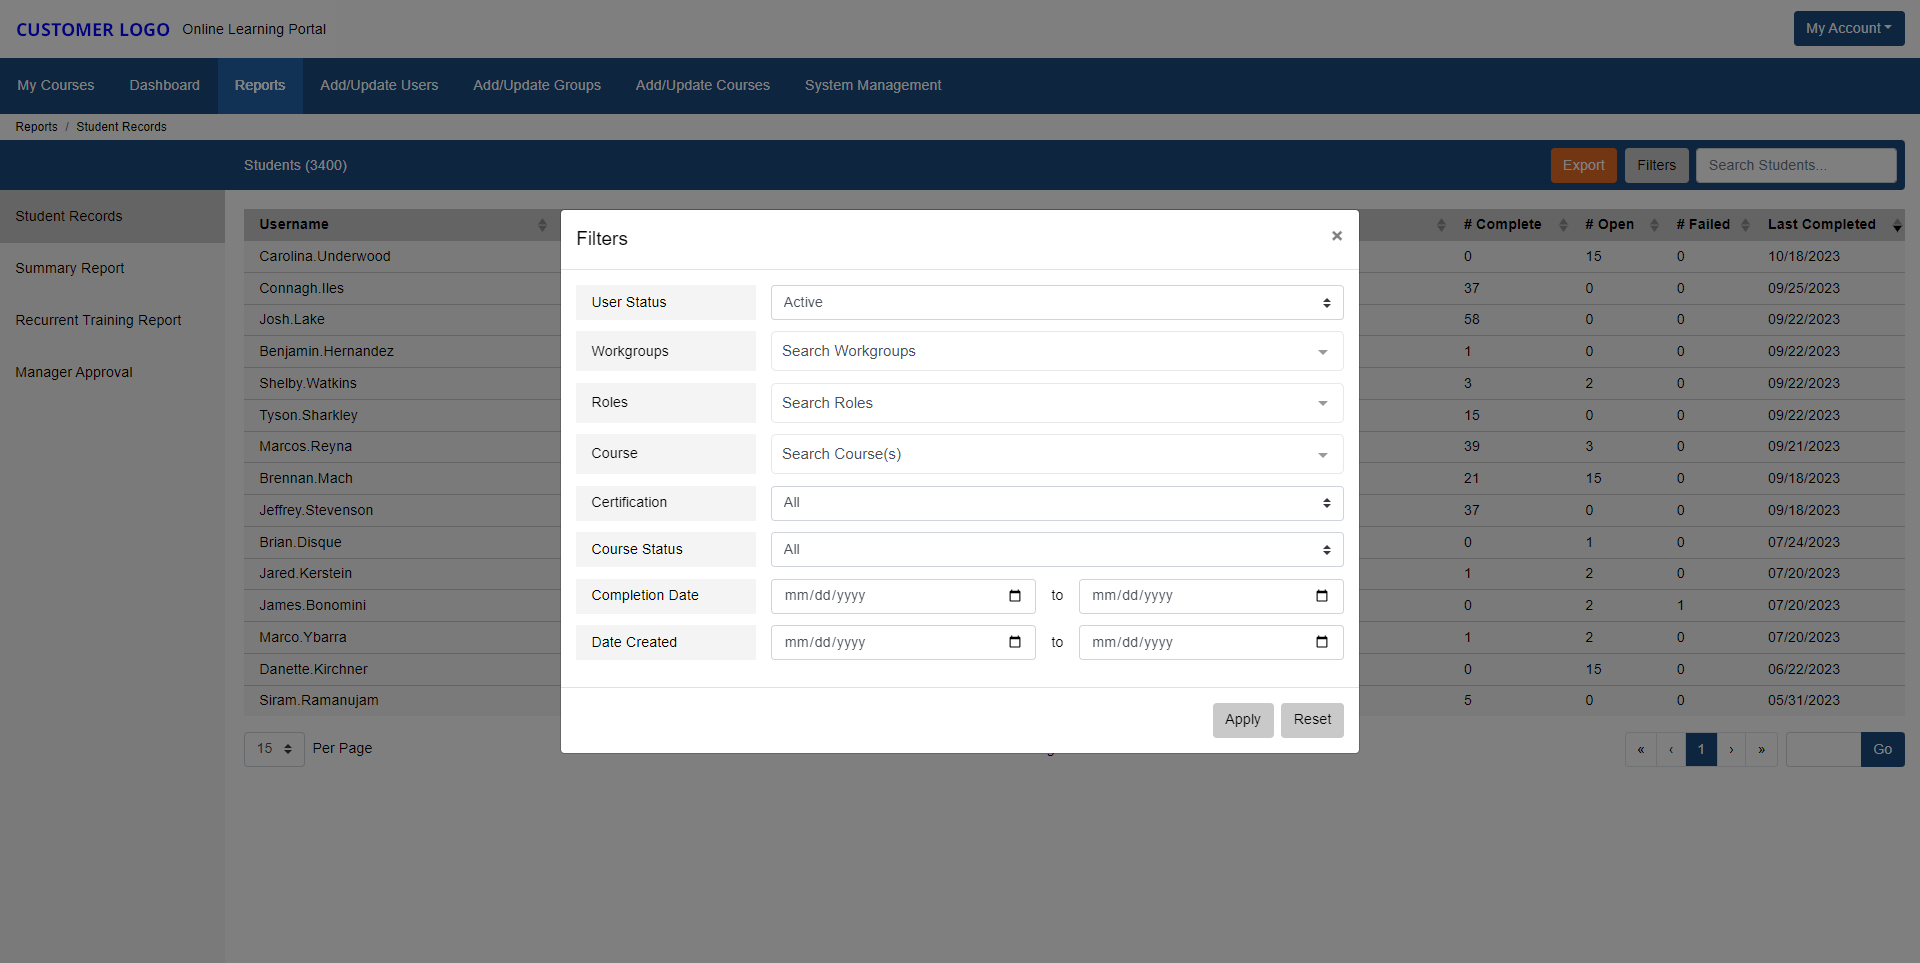 CUSTOMER LOGO Online Learning Portal My Account
My Courses Dashboard Reports Add/Update Users Add/Update Groups Add/Update Courses System Management
Reports / Student Records
Students (3400) Export Filters Search Students...
Student Records
Summary Report
Recurrent Training Report
Manager Approval
Username # Complete # Open # Failed Last Completed
Carolina.Underwood 0 15 0 10/18/2023
Connagh.Iles 37 0 0 09/25/2023
Josh.Lake 58 0 0 09/22/2023
Benjamin.Hernandez 1 0 0 09/22/2023
Shelby.Watkins 3 2 0 09/22/2023
Tyson.Sharkley 15 0 0 09/22/2023
Marcos.Reyna 39 3 0 09/21/2023
Brennan.Mach 21 15 0 09/18/2023
Jeffrey.Stevenson 37 0 0 09/18/2023
Brian.Disque 0 1 0 07/24/2023
Jared.Kerstein 1 2 0 07/20/2023
James.Bonomini 0 2 1 07/20/2023
Marco.Ybarra 1 2 0 07/20/2023
Danette.Kirchner 0 15 0 06/22/2023
Siram.Ramanujam 5 0 0 05/31/2023
15 Per Page « ‹ 1 › » Go
Filters ×
User Status Active
Workgroups Search Workgroups
Roles Search Roles
Course Search Course(s)
Certification All
Course Status All
Completion Date mm/dd/yyyy to mm/dd/yyyy
Date Created mm/dd/yyyy to mm/dd/yyyy
Apply Reset